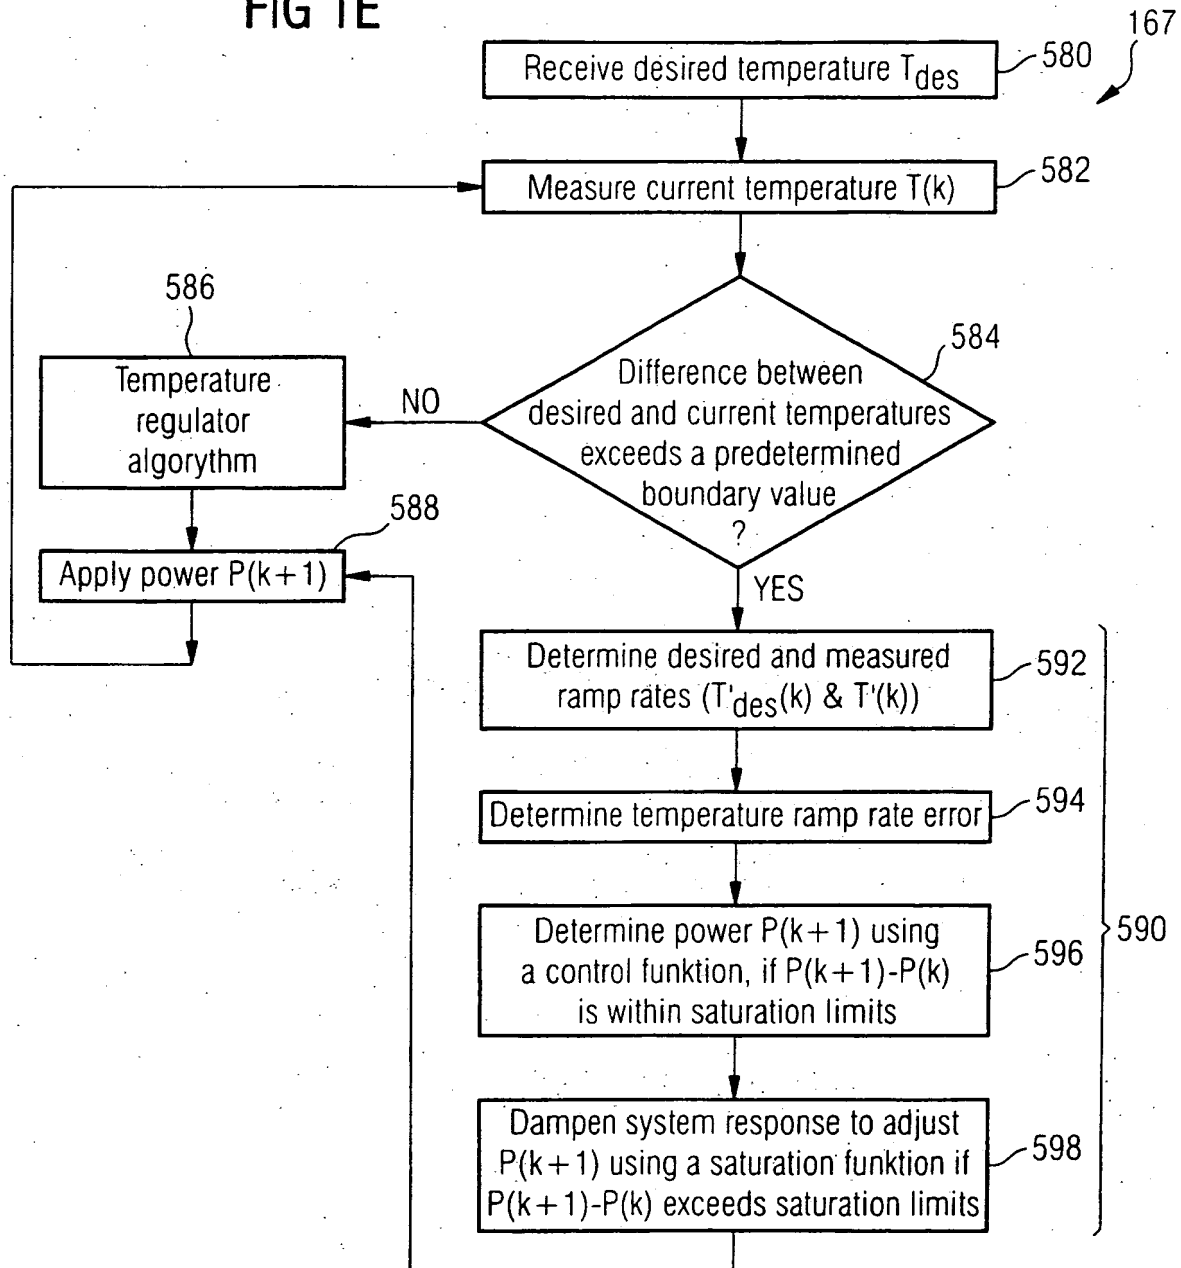 FIG 1E
167
Receive desired temperature Tdes
580
Measure current temperature T(k)
582
586
584
Temperature
regulator
algorythm
NO
Difference between
desired and current temperatures
exceeds a predetermined
boundary value
?
588
Apply power P(k+1)
YES
Determine desired and measured
ramp rates (T'des(k) & T'(k))
592
Determine temperature ramp rate error
594
Determine power P(k+1) using
a control funktion, if P(k+1)-P(k)
is within saturation limits
596
590
Dampen system response to adjust
P(k+1) using a saturation funktion if
P(k+1)-P(k) exceeds saturation limits
598